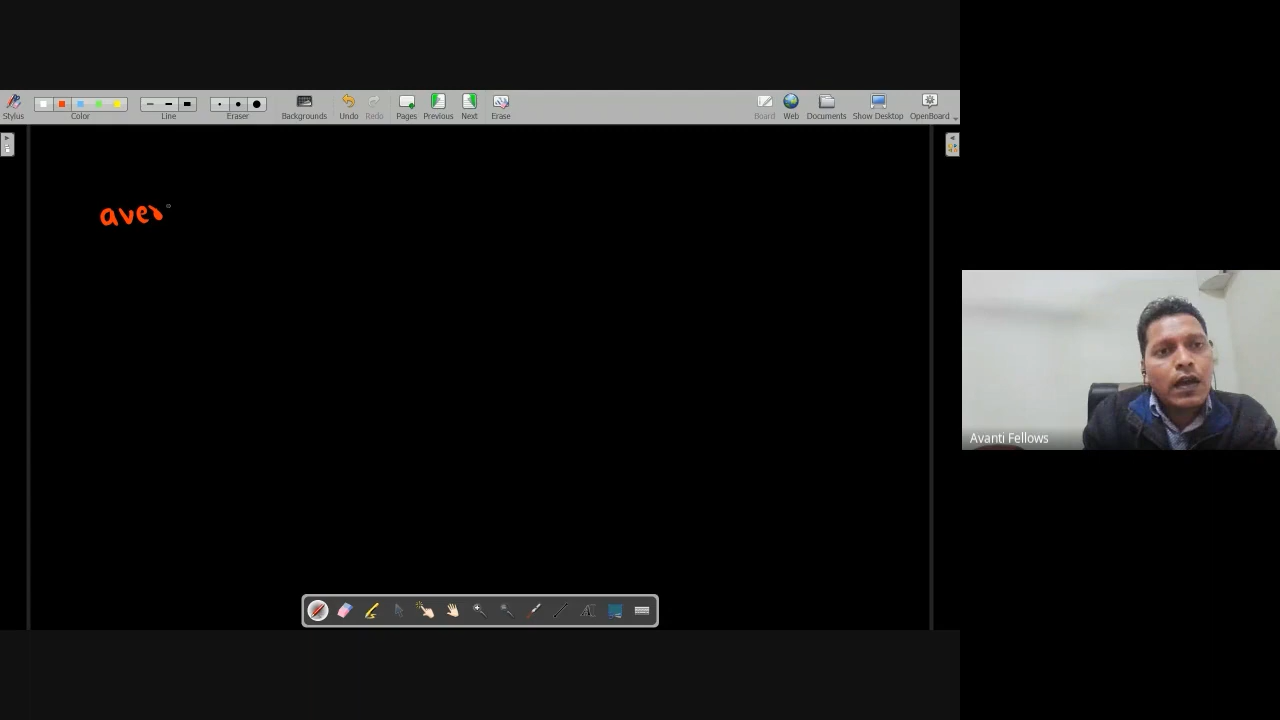 Stylus
Color
Line
Eraser
Backgrounds
Undo
Redo
Pages
Previous
Next
Erase
Board
Web
Documents
Show Desktop
OpenBoard
aver
Avanti Fellows